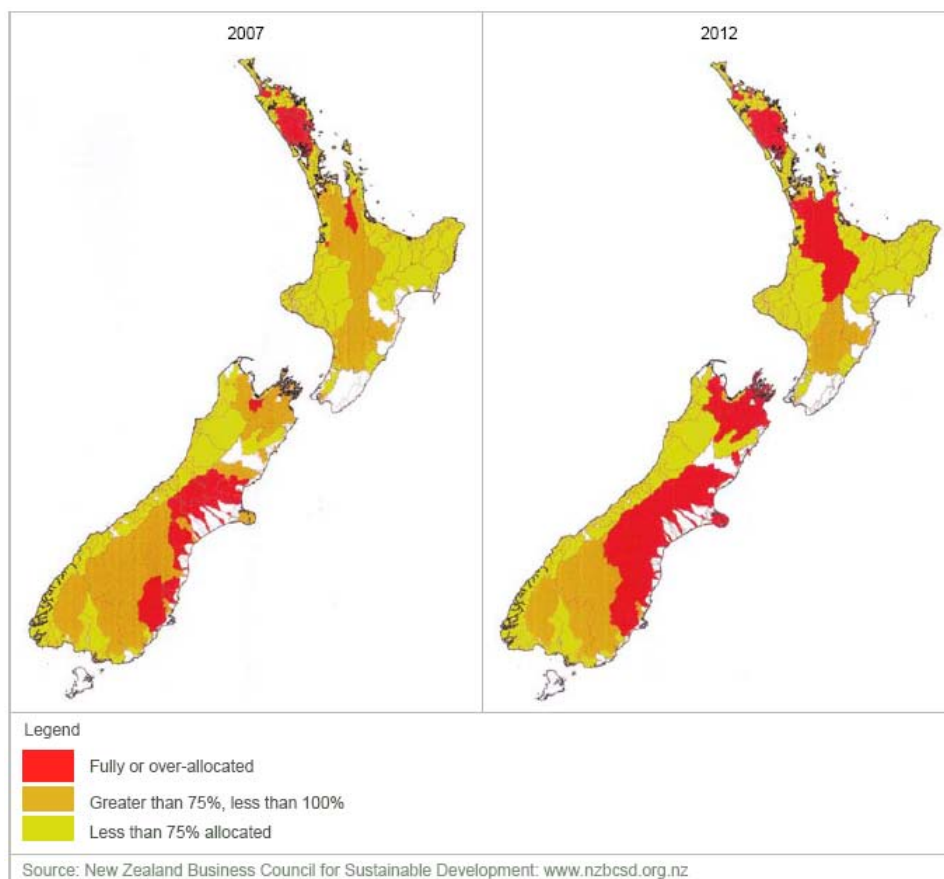 2007
2012
Legend
Fully or over-allocated
Greater than 75%, less than 100%
Less than 75% allocated
Source: New Zealand Business Council for Sustainable Development: www.nzbcsd.org.nz